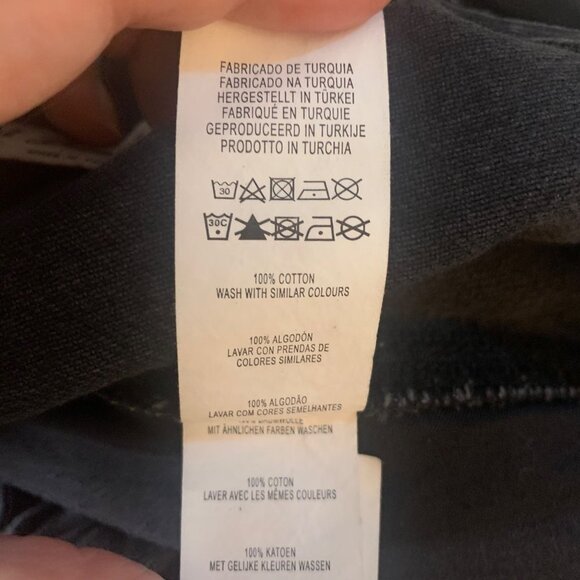 FABRICADO DE TURQUIA
FABRICADO NA TURQUIA
HERGESTELLT IN TÜRKEI
FABRIQUÉ EN TURQUIE
GEPRODUCEERD IN TURKIJE
PRODOTTO IN TURCHIA
30
30C
100% COTTON
WASH WITH SIMILAR COLOURS
100% ALGODÓN
LAVAR CON PRENDAS DE
COLORES SIMILARES
100% ALGODÃO
LAVAR COM CORES SEMELHANTES
MIT ÄHNLICHEN FARBEN WASCHEN
100% COTON
LAVER AVEC LES MÊMES COULEURS
100% KATOEN
MET GELIJKE KLEUREN WASSEN